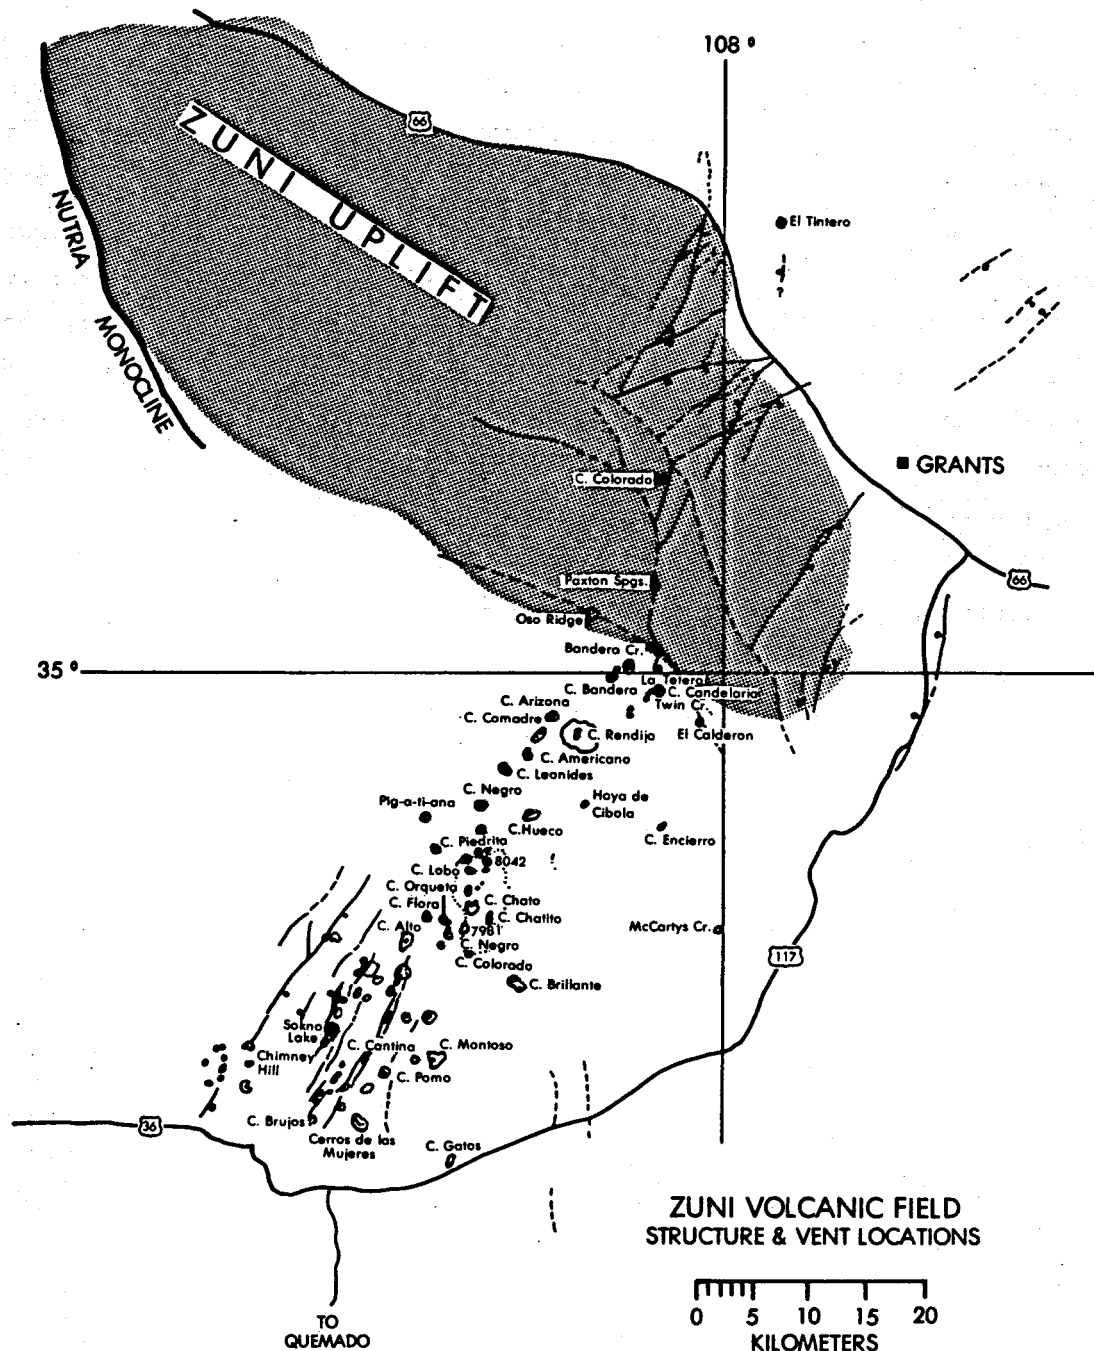 108 °
66
ZUNI UPLIFT
NUTRIA
MONOCLINE
El Tintero
?
GRANTS
C. Colorado
Paxton Spgs.
66
Oso Ridge
Bandera Cr.
35 °
La Tetera
C. Bandera
C. Candelaria
Twin Cr.
C. Arizona
C. Comadre
C. Rendija
El Calderon
C. Americano
C. Leonides
C. Negro
Pig-a-ti-ana
Hoya de
Cibola
C. Hueco
C. Encierro
C. Piedrita
8042
C. Lobo
C. Orqueta
C. Chato
C. Flora
C. Chatito
C. Alto
7981
McCartys Cr.
C. Negro
C. Colorado
117
C. Brillante
Sokno
Lake
C. Cantina
C. Montoso
Chimney
Hill
C. Pomo
C. Brujos
36
Cerros de las
Mujeres
C. Gatos
ZUNI VOLCANIC FIELD
STRUCTURE & VENT LOCATIONS
0 5 10 15 20
KILOMETERS
TO
QUEMADO